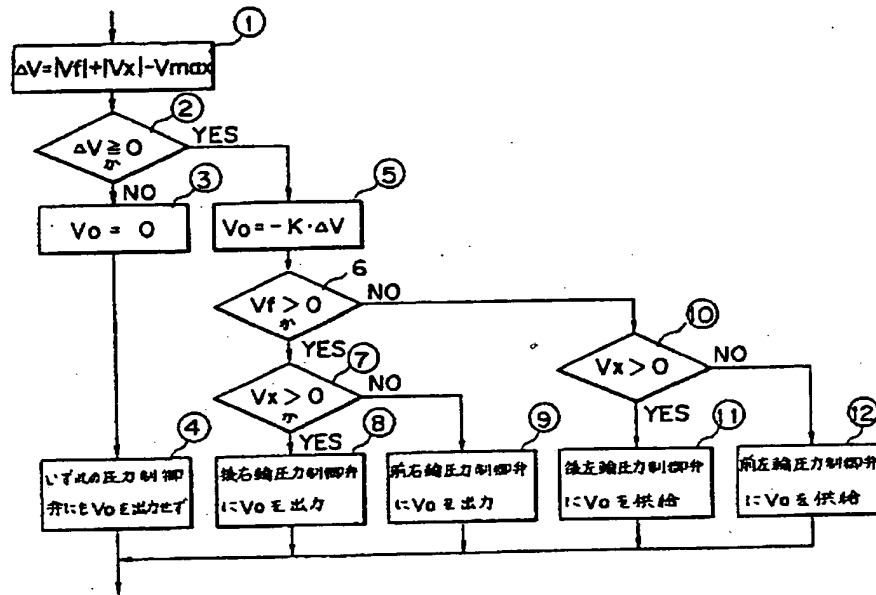 ①
ΔV=|Vf|+|Vx|-Vmax
②
ΔV≧0
か
YES
NO
③
Vo = 0
⑤
Vo=-K・ΔV
6
Vf>0
か
NO
YES
⑦
Vx>0
か
NO
YES
⑩
Vx>0
NO
YES
④
いずれの圧力制御
弁にもVoを出力せず
⑧
後右輪圧力制御弁
にVoを出力
⑨
前右輪圧力制御弁
にVoを出力
⑪
後左輪圧力制御弁
にVoを供給
⑫
前左輪圧力制御弁
にVoを供給